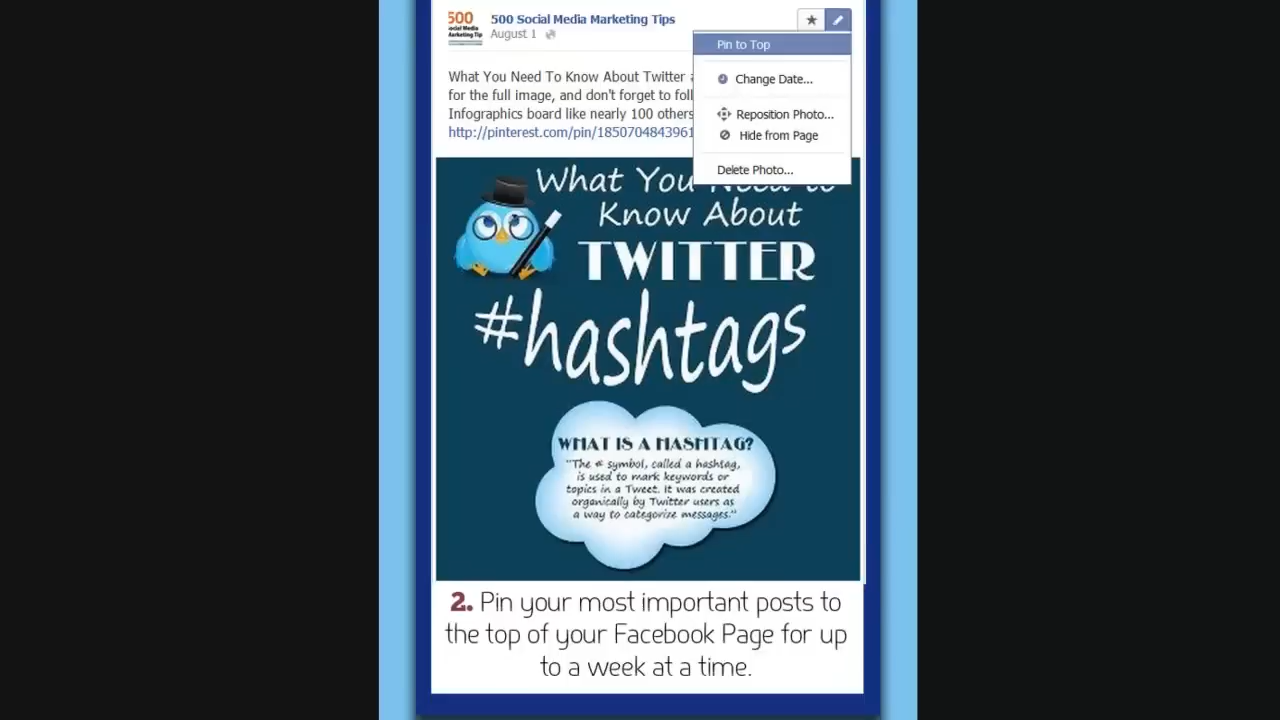 500
Social Media
Marketing Tip
500 Social Media Marketing Tips
August 1
Pin to Top
Change Date...
Reposition Photo...
Hide from Page
Delete Photo...
What You Need To Know About Twitter
for the full image, and don't forget to
Infographics board like nearly 100 others
http://pinterest.com/pin/1850704843961
What You Need to
Know About
TWITTER
#hashtags
WHAT IS A HASHTAG?
"The # symbol, called a hashtag,
is used to mark keywords or
topics in a Tweet. It was created
organically by Twitter users as
a way to categorize messages."
2. Pin your most important posts to
the top of your Facebook Page for up
to a week at a time.